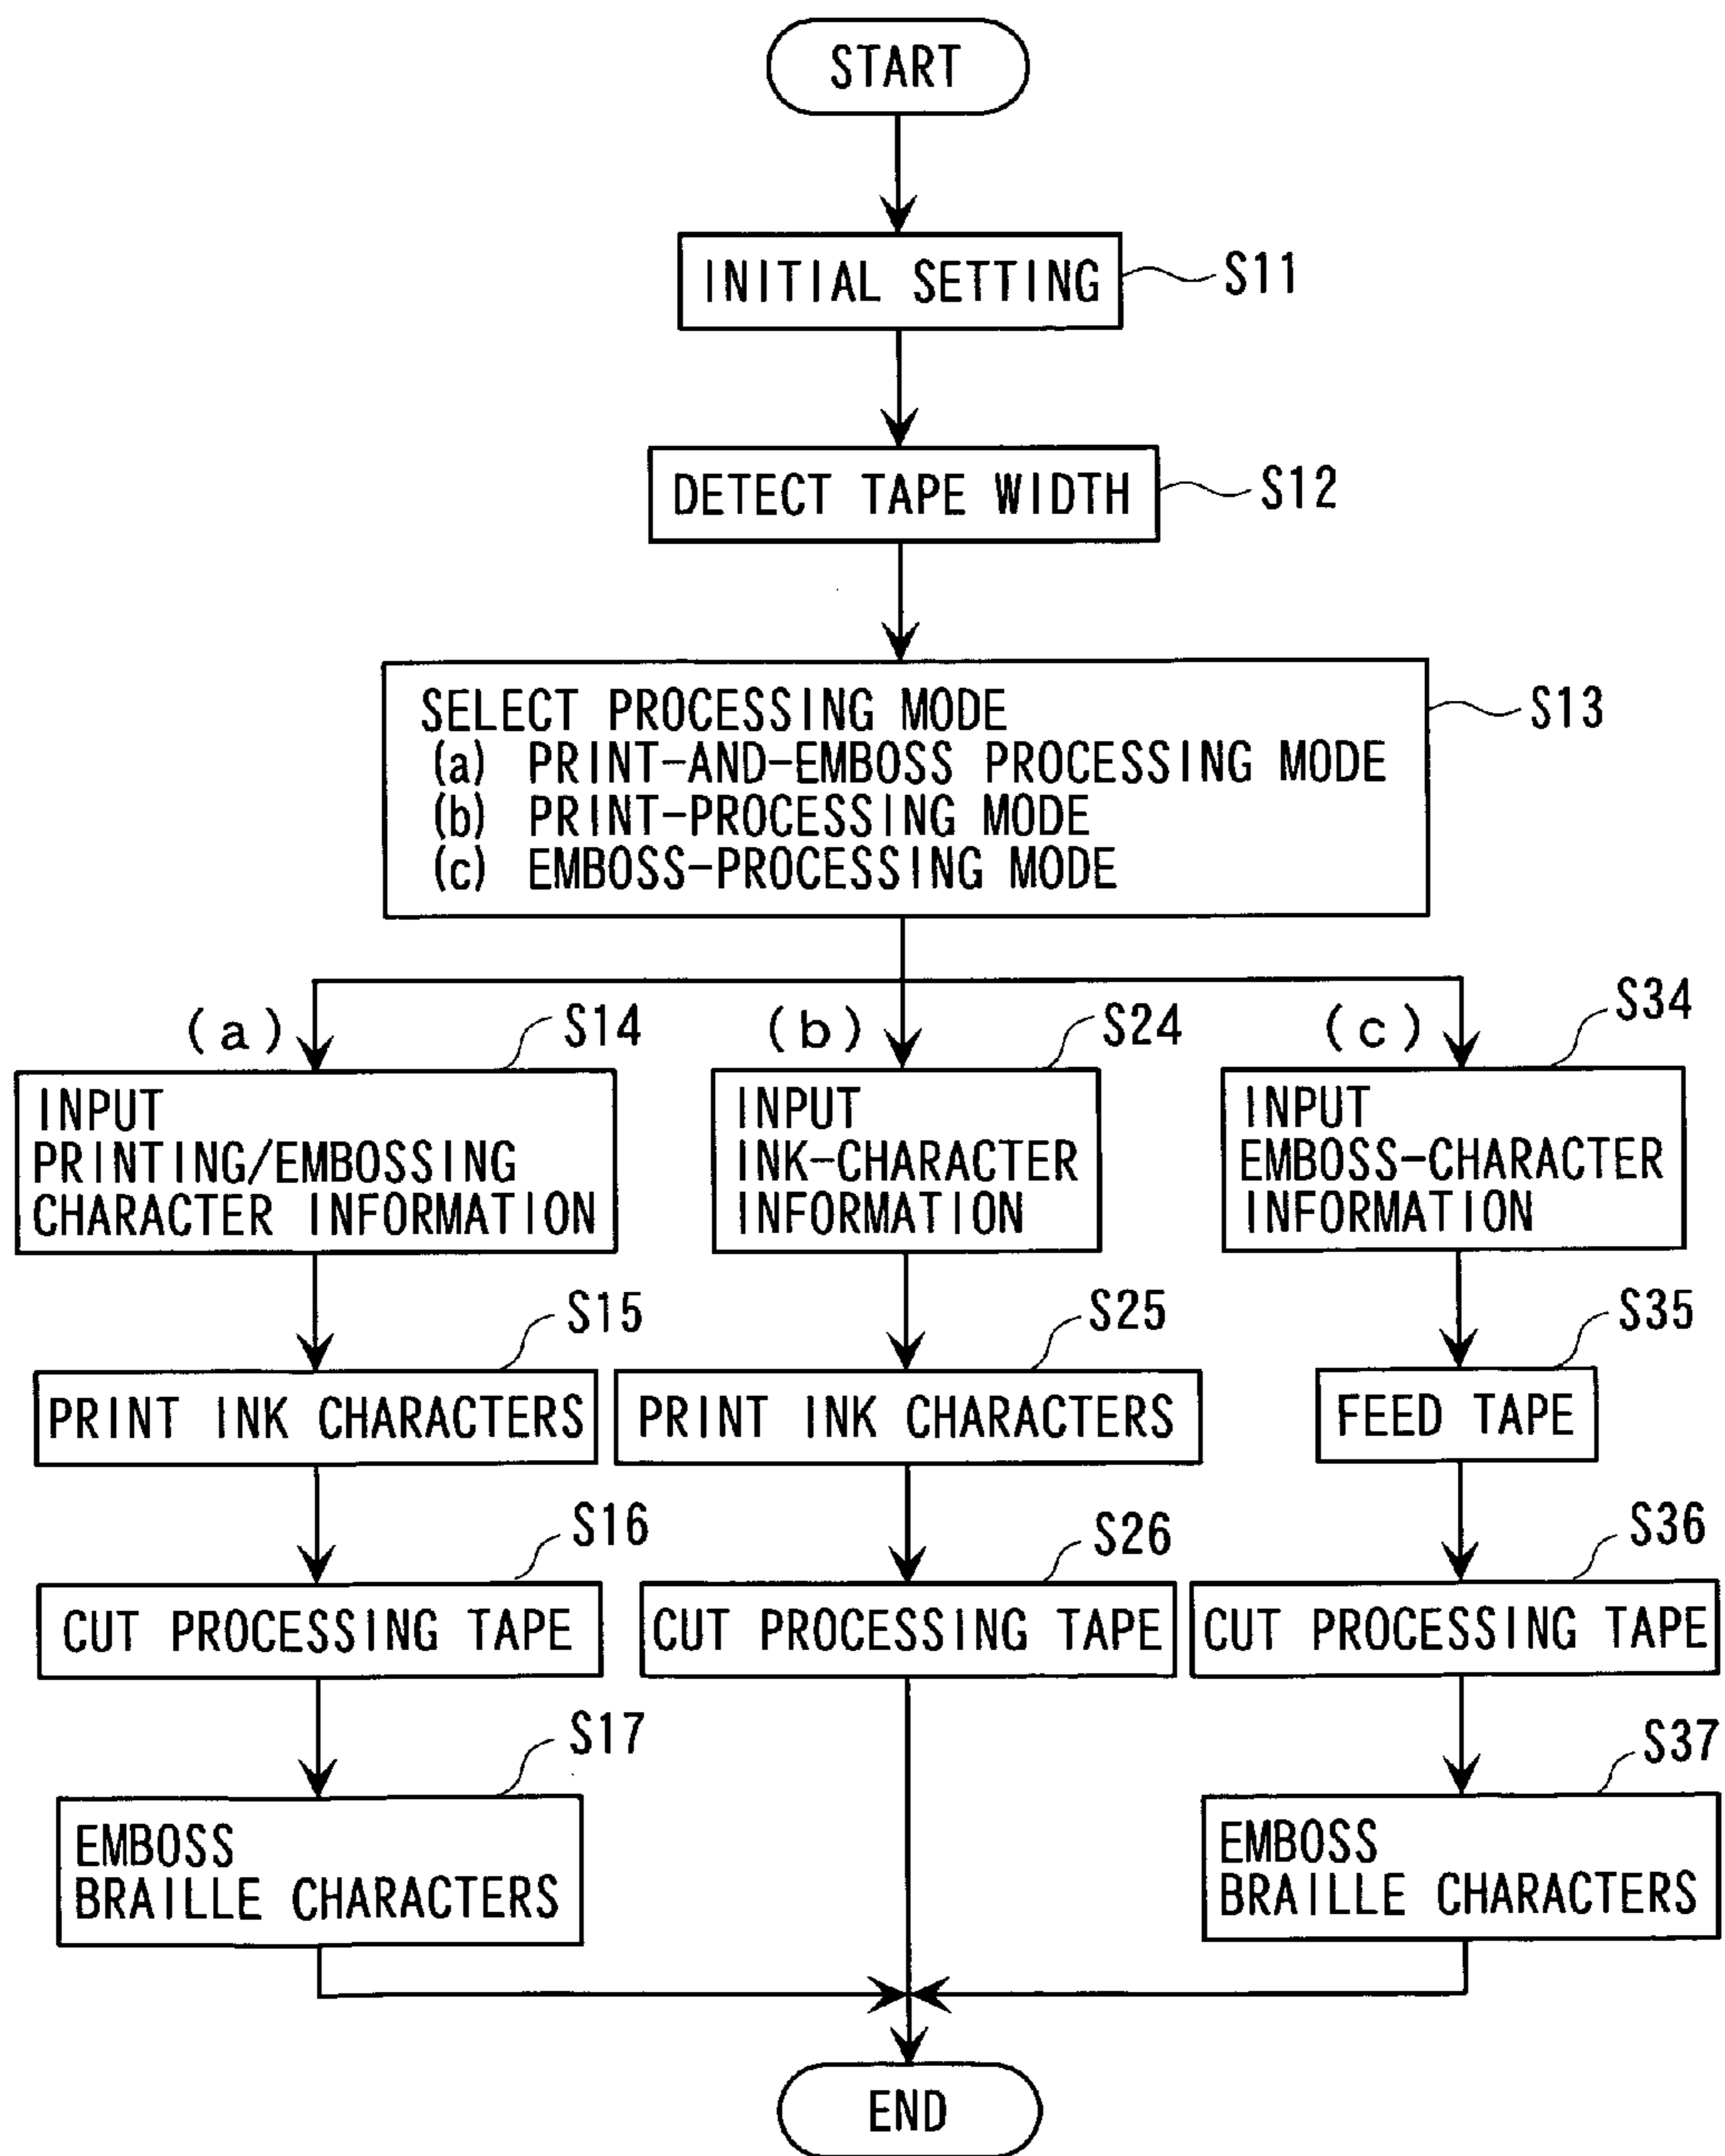 START
INITIAL SETTING
S11
DETECT TAPE WIDTH
S12
SELECT PROCESSING MODE
(a) PRINT-AND-EMBOSS PROCESSING MODE
(b) PRINT-PROCESSING MODE
(c) EMBOSS-PROCESSING MODE
S13
(a)
S14
INPUT
PRINTING/EMBOSSING
CHARACTER INFORMATION
S15
PRINT INK CHARACTERS
S16
CUT PROCESSING TAPE
S17
EMBOSS
BRAILLE CHARACTERS
(b)
S24
INPUT
INK-CHARACTER
INFORMATION
S25
PRINT INK CHARACTERS
S26
CUT PROCESSING TAPE
(c)
S34
INPUT
EMBOSS-CHARACTER
INFORMATION
S35
FEED TAPE
S36
CUT PROCESSING TAPE
S37
EMBOSS
BRAILLE CHARACTERS
END